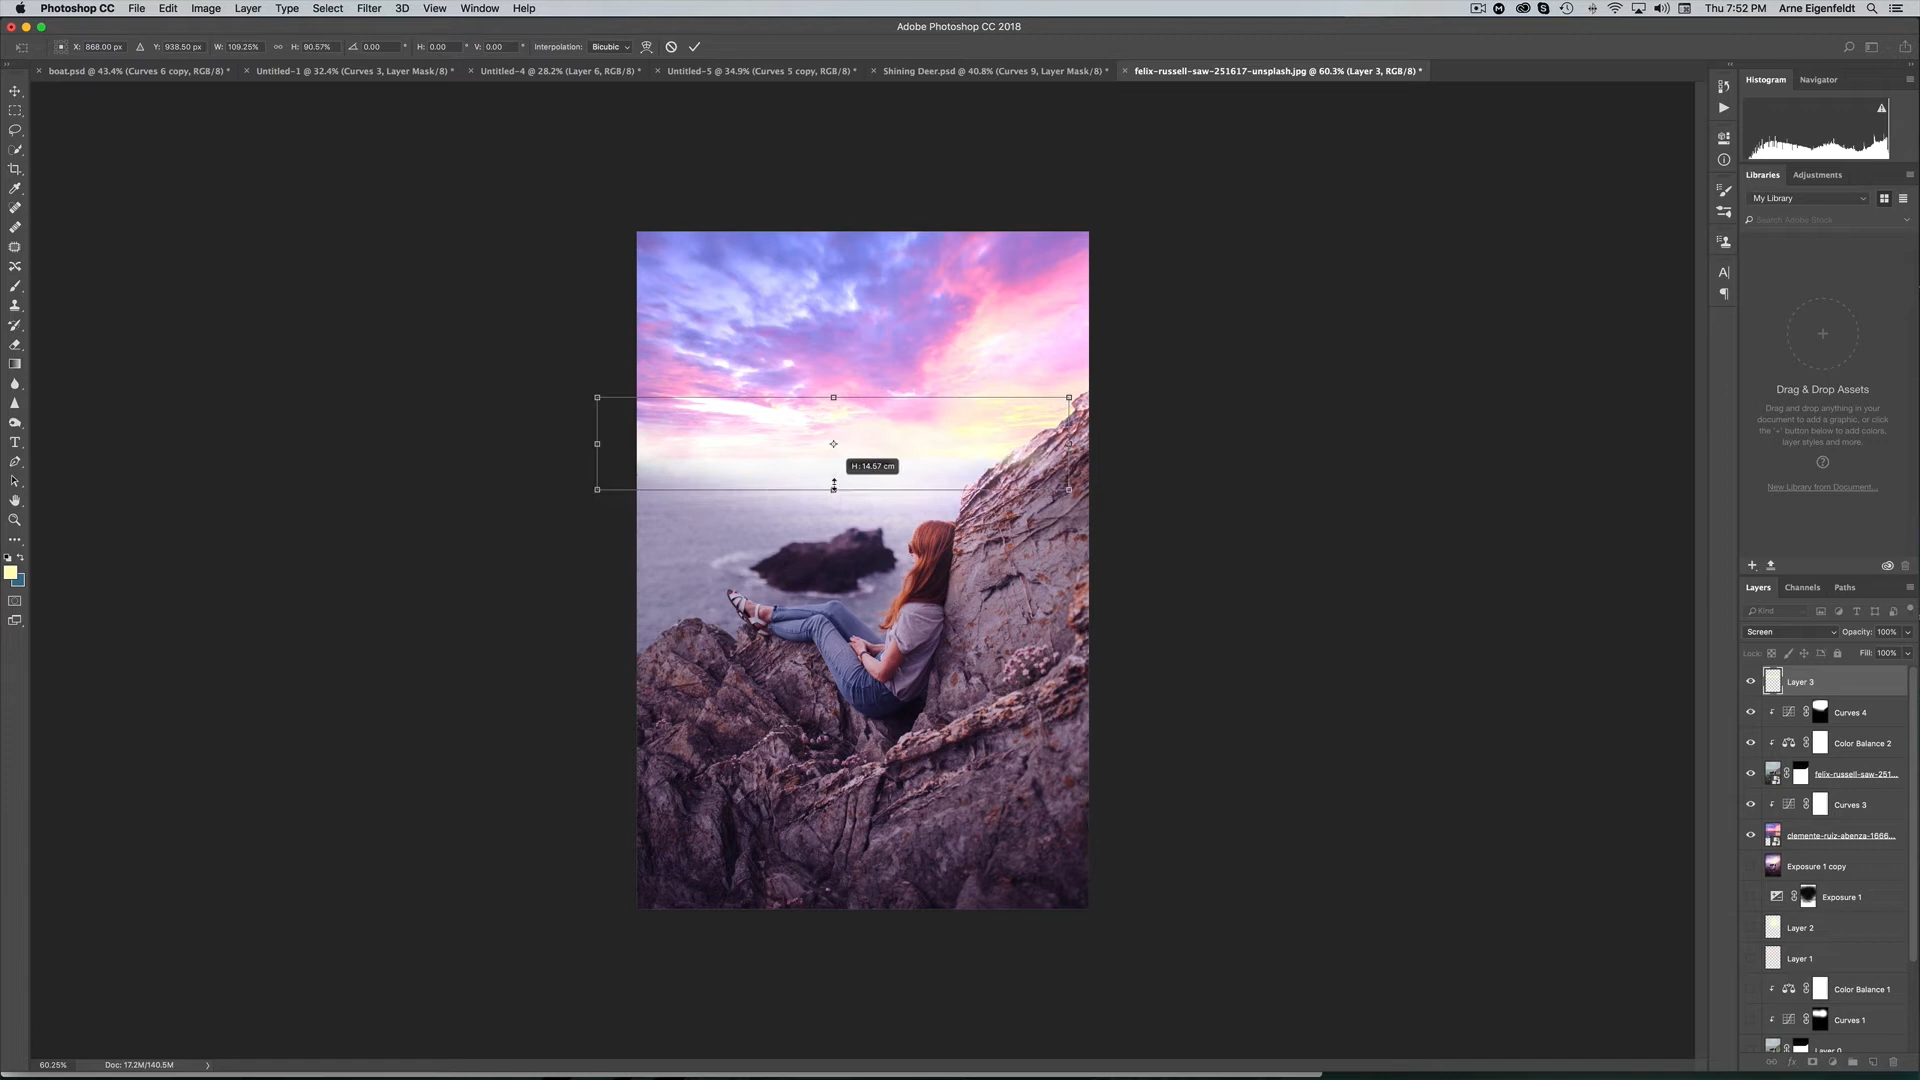 Photoshop CC File Edit Image Layer Type Select Filter 3D View Window Help Thu 7:52 PM Arne Eigenfeldt
Adobe Photoshop CC 2018
X: 868.00 px Y: 938.50 px W: 109.25% H: 90.57% 0.00 ° H: 0.00 ° V: 0.00 ° Interpolation: Bicubic
boat.psd @ 43.4% (Curves 6 copy, RGB/8) * Untitled-1 @ 32.4% (Curves 3, Layer Mask/8) * Untitled-4 @ 28.2% (Layer 6, RGB/8) * Untitled-5 @ 34.9% (Curves 5 copy, RGB/8) * Shining Deer.psd @ 40.8% (Curves 9, Layer Mask/8) * felix-russell-saw-251617-unsplash.jpg @ 60.3% (Layer 3, RGB/8) *
Histogram Navigator
Libraries Adjustments
My Library
Search Adobe Stock
Drag & Drop Assets
Drag and drop anything in your
document to add a graphic, or click
the '+' button below to add colors,
layer styles and more.
New Library from Document...
H: 14.57 cm
Layers Channels Paths
Kind
Screen Opacity: 100%
Lock: Fill: 100%
Layer 3
Curves 4
Color Balance 2
felix-russell-saw-251...
Curves 3
clemente-ruiz-abenza-1666...
Exposure 1 copy
Exposure 1
Layer 2
Layer 1
Color Balance 1
Curves 1
Layer 0
60.25% Doc: 17.2M/140.5M